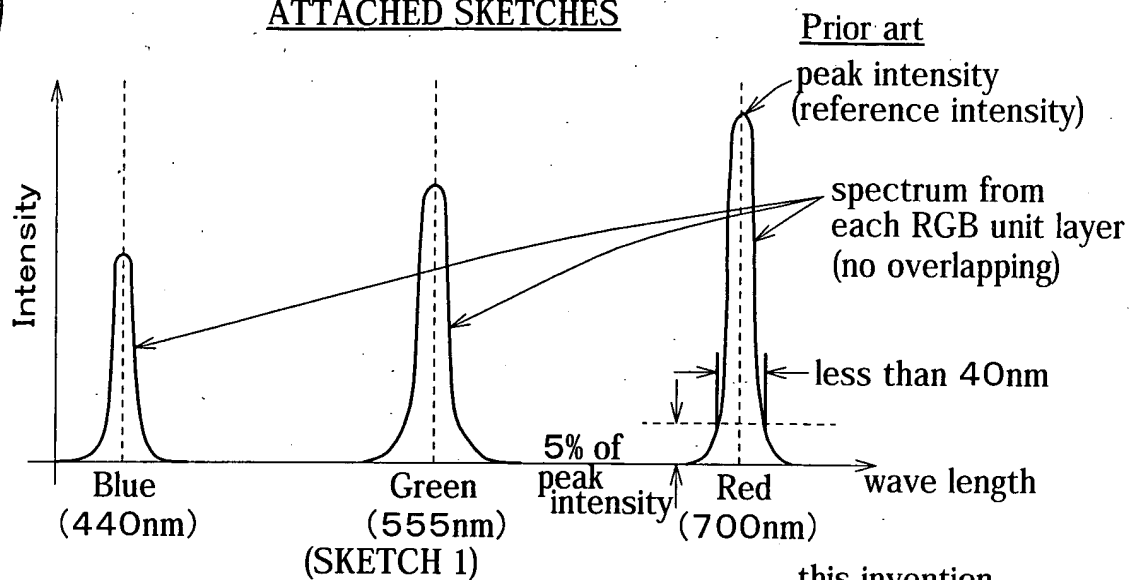 ATTACHED SKETCHES
Prior art
peak intensity
(reference intensity)
Intensity
spectrum from
each RGB unit layer
(no overlapping)
less than 40nm
5% of
peak
intensity
Blue
(440nm)
Green
(555nm)
Red
(700nm)
wave length
(SKETCH 1)
this invention